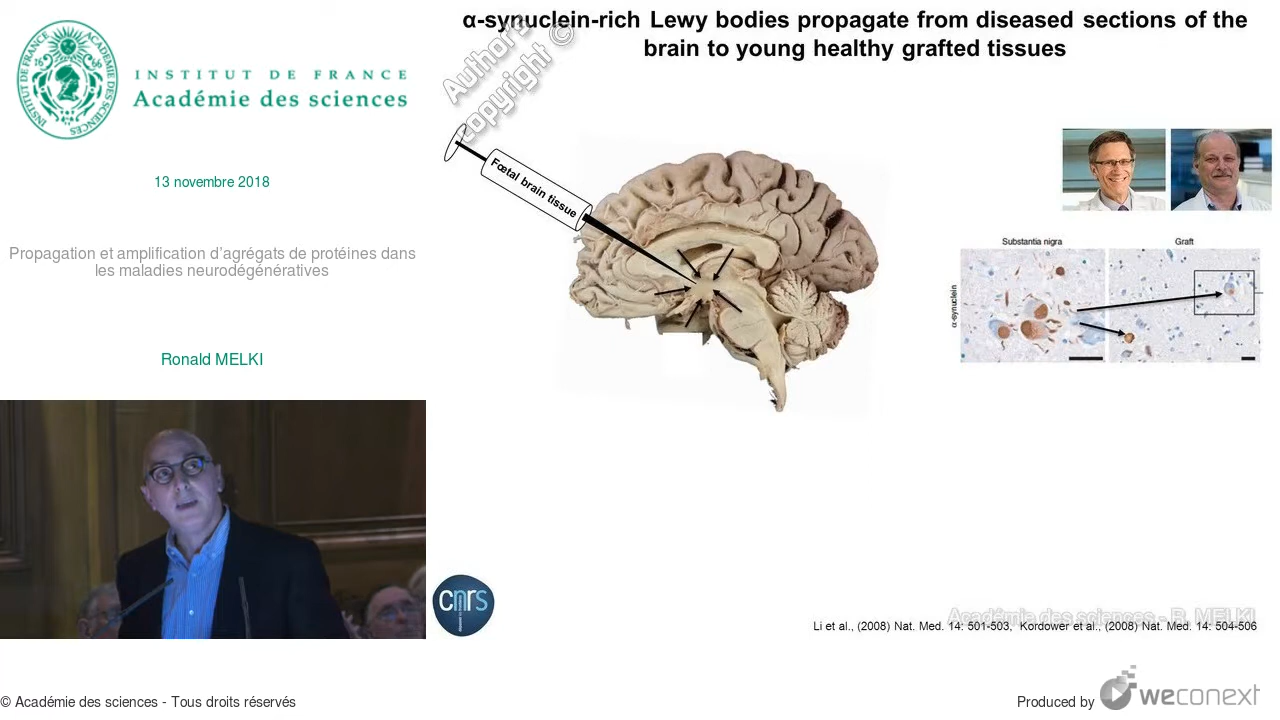 α-synuclein-rich Lewy bodies propagate from diseased sections of the
brain to young healthy grafted tissues
Authors
copyright ©
INSTITUT DE FRANCE
Académie des sciences
13 novembre 2018
Propagation et amplification d’agrégats de protéines dans
les maladies neurodégénératives
Ronald MELKI
Fœtal brain tissue
Substantia nigra
Graft
α-synuclein
cnrs
Académie des sciences - R. MELKI
Li et al., (2008) Nat. Med. 14: 501-503, Kordower et al., (2008) Nat. Med. 14: 504-506
© Académie des sciences - Tous droits réservés
Produced by
weconext